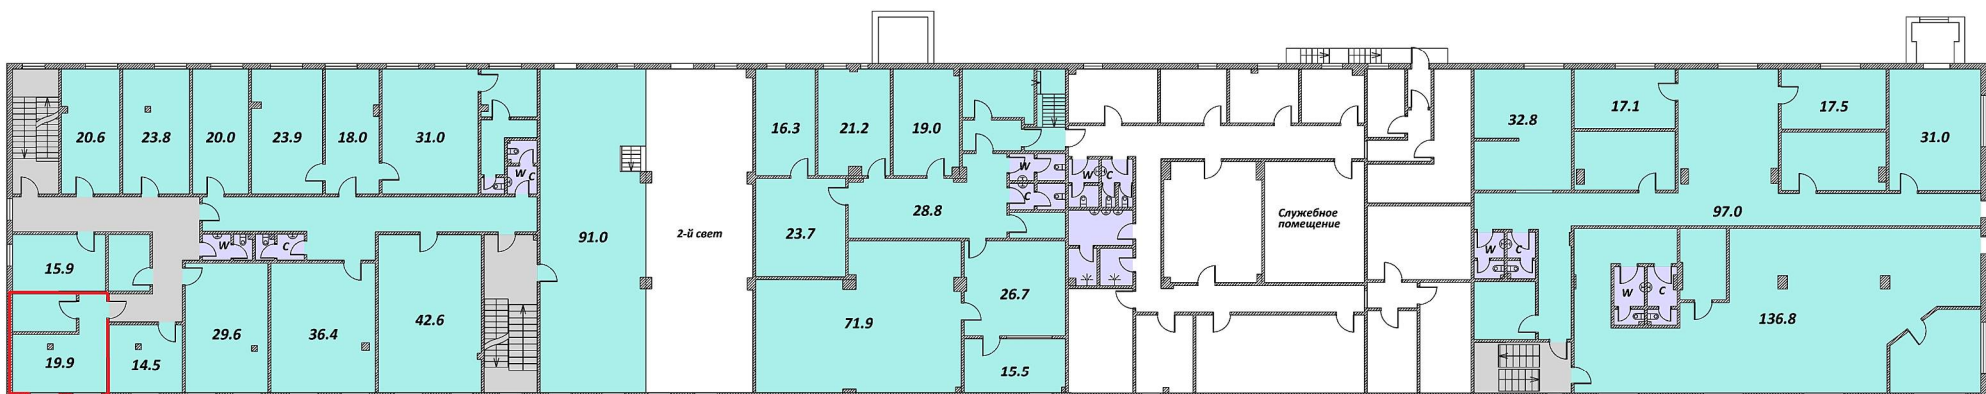 20.6
23.8
20.0
23.9
18.0
31.0
W
C
91.0
2-й свет
16.3
21.2
19.0
W
C
28.8
23.7
W
C
Служебное
помещение
32.8
17.1
17.5
31.0
97.0
15.9
W
C
19.9
14.5
29.6
36.4
42.6
71.9
26.7
15.5
W
C
W
C
136.8